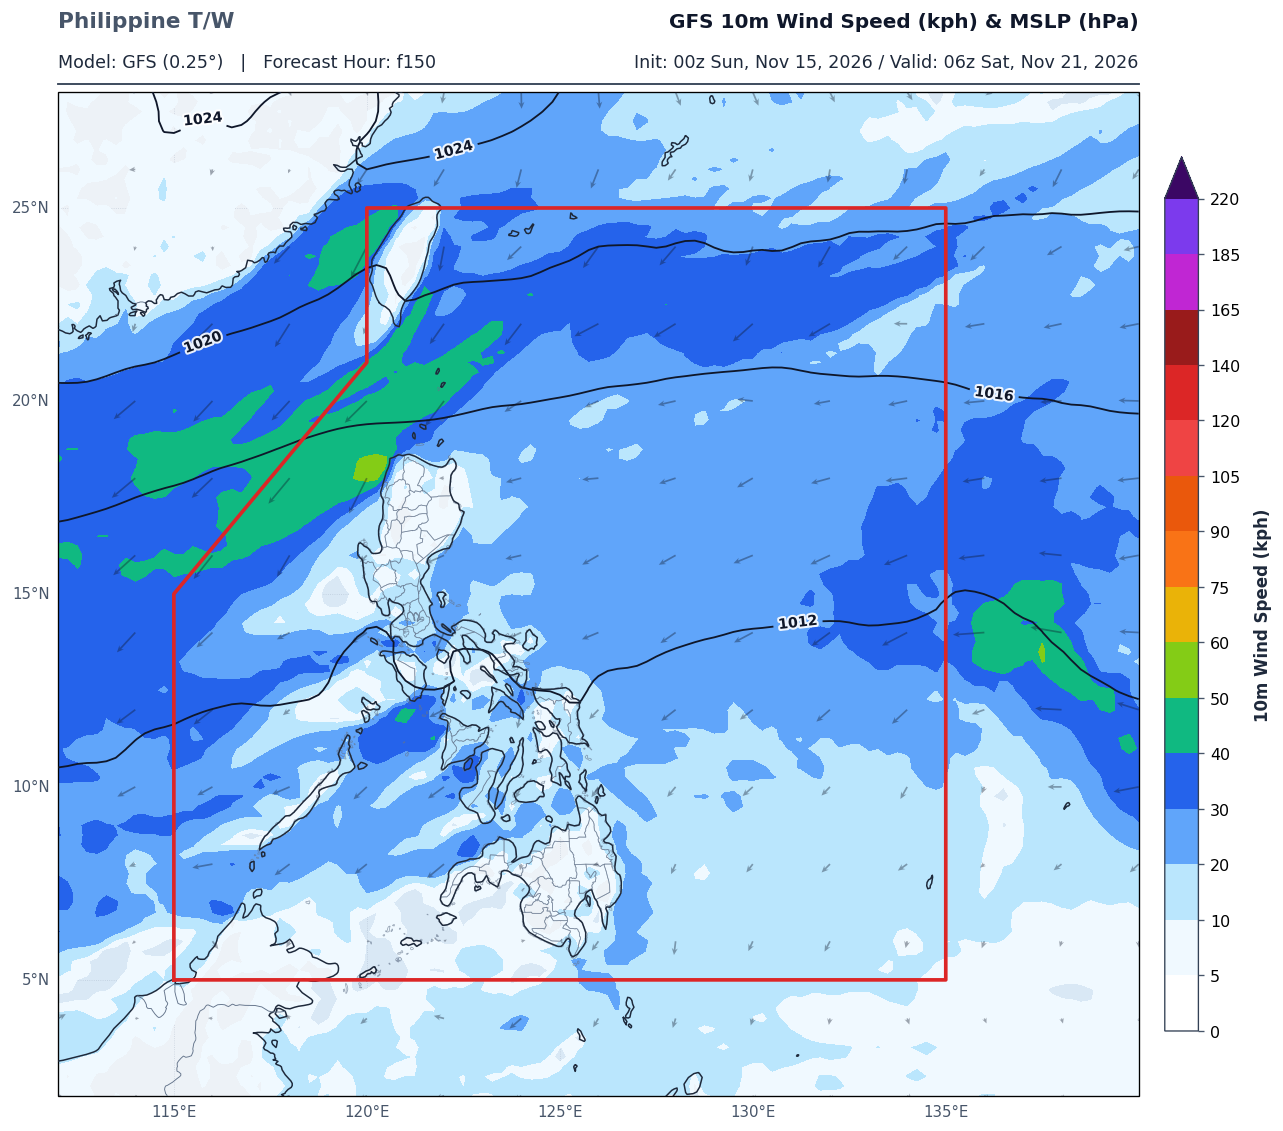 Philippine T/W
GFS 10m Wind Speed (kph) & MSLP (hPa)
Model: GFS (0.25°) | Forecast Hour: f150
Init: 00z Sun, Nov 15, 2026 / Valid: 06z Sat, Nov 21, 2026
1024
1024
1020
1016
1012
25°N
20°N
15°N
10°N
5°N
115°E
120°E
125°E
130°E
135°E
220
185
165
140
120
105
90
75
60
50
40
30
20
10
5
0
10m Wind Speed (kph)